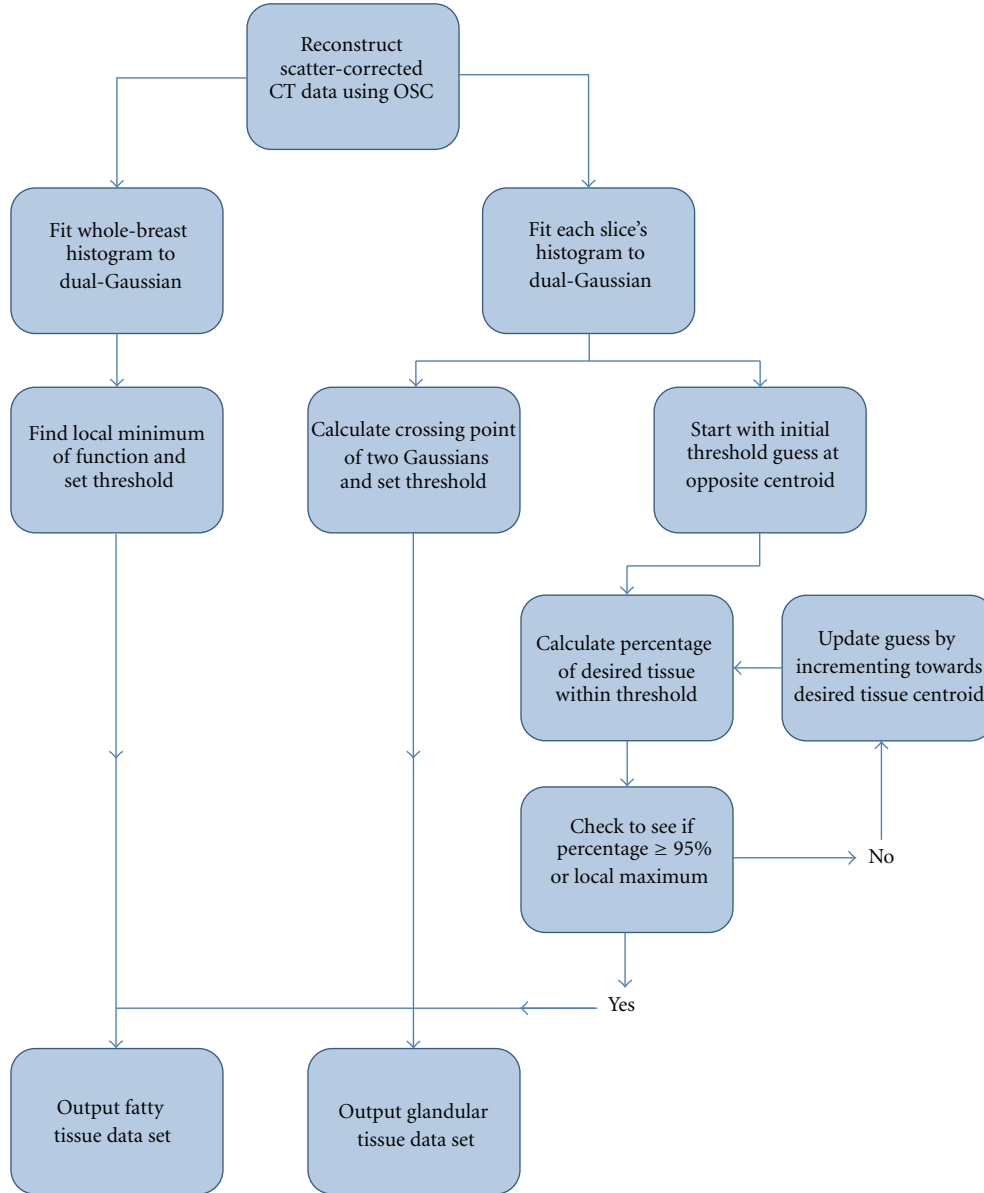 Reconstruct
scatter-corrected
CT data using OSC
Fit whole-breast
histogram to
dual-Gaussian
Fit each slice's
histogram to
dual-Gaussian
Find local minimum
of function and
set threshold
Calculate crossing point
of two Gaussians
and set threshold
Start with initial
threshold guess at
opposite centroid
Calculate percentage
of desired tissue
within threshold
Update guess by
incrementing towards
desired tissue centroid
Check to see if
percentage ≥ 95%
or local maximum
No
Yes
Output fatty
tissue data set
Output glandular
tissue data set